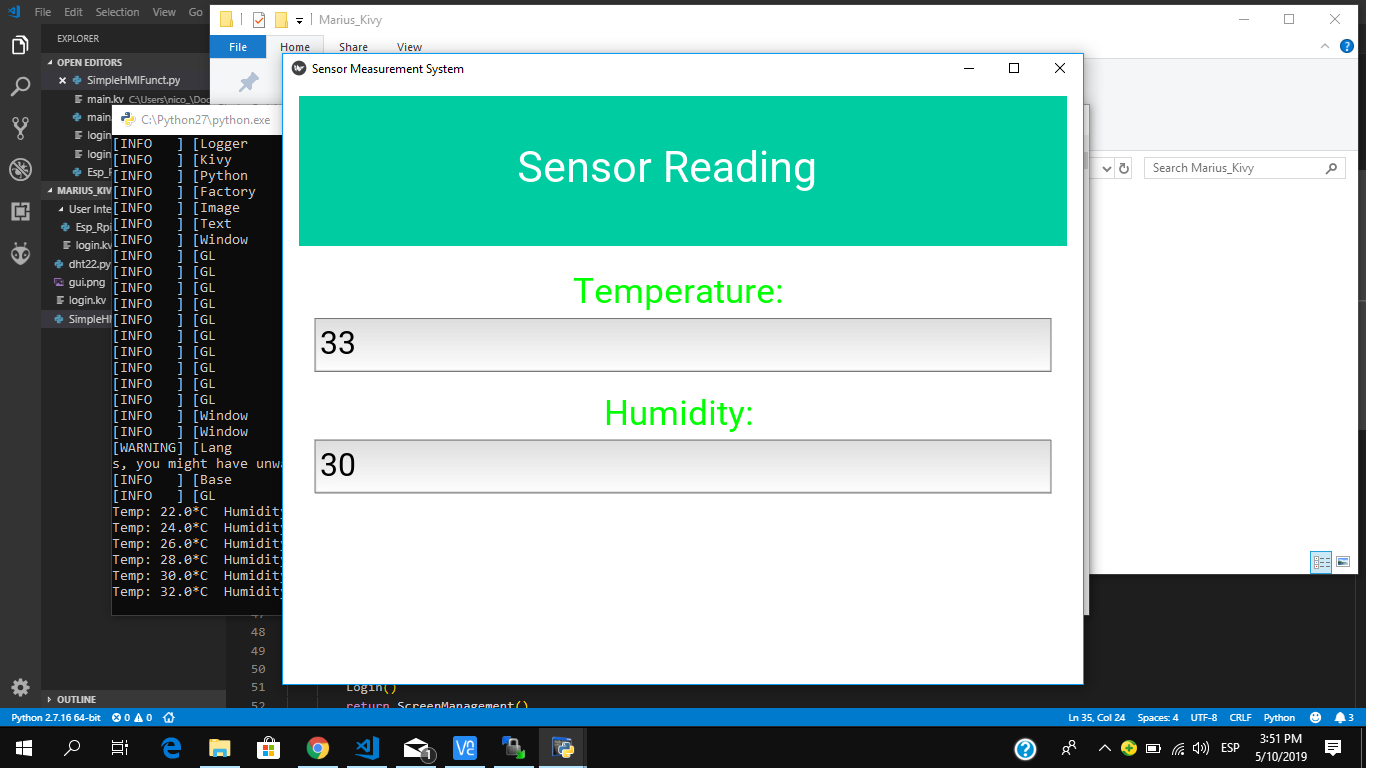 File Edit Selection View Go
Marius_Kivy
File Home Share View
EXPLORER
OPEN EDITORS
SimpleHMIFunct.py
main.kv C:\Users\nico_\Doc
main.
login
login
Esp_R
MARIUS_KIV
User Inte
Esp_Rpi
login.kv
dht22.py
gui.png
login.kv
SimpleHM
C:\Python27\python.exe
[INFO ] [Logger
[INFO ] [Kivy
[INFO ] [Python
[INFO ] [Factory
[INFO ] [Image
[INFO ] [Text
[INFO ] [Window
[INFO ] [GL
[INFO ] [GL
[INFO ] [GL
[INFO ] [GL
[INFO ] [GL
[INFO ] [GL
[INFO ] [GL
[INFO ] [GL
[INFO ] [GL
[INFO ] [GL
[INFO ] [Window
[INFO ] [Window
[WARNING] [Lang
s, you might have unwa
[INFO ] [Base
[INFO ] [GL
Temp: 22.0*C Humidity
Temp: 24.0*C Humidity
Temp: 26.0*C Humidity
Temp: 28.0*C Humidity
Temp: 30.0*C Humidity
Temp: 32.0*C Humidity
Sensor Measurement System
Sensor Reading
Temperature:
33
Humidity:
30
Search Marius_Kivy
47
48
49
50
51 Login()
52 return ScreenManagement()
OUTLINE
Python 2.7.16 64-bit 0 0
Ln 35, Col 24 Spaces: 4 UTF-8 CRLF Python 3
1
V2
ESP
3:51 PM
5/10/2019